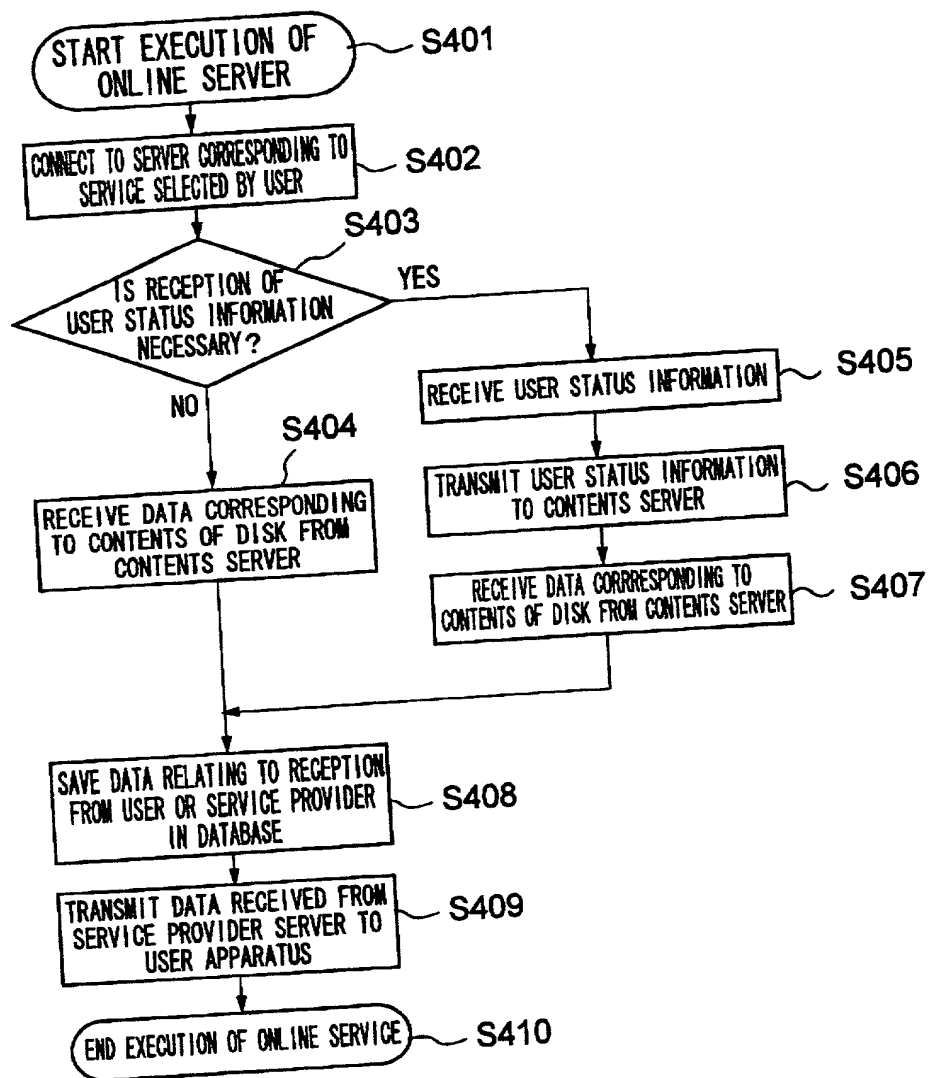 START EXECUTION OF
ONLINE SERVER
S401
CONNECT TO SERVER CORRESPONDING TO
SERVICE SELECTED BY USER
S402
S403
IS RECEPTION OF
USER STATUS INFORMATION
NECESSARY?
YES
NO
S404
RECEIVE DATA CORRESPONDING
TO CONTENTS OF DISK FROM
CONTENTS SERVER
RECEIVE USER STATUS INFORMATION
S405
TRANSMIT USER STATUS INFORMATION
TO CONTENTS SERVER
S406
RECEIVE DATA CORRRESPONDING TO
CONTENTS OF DISK FROM CONTENTS SERVER
S407
SAVE DATA RELATING TO RECEPTION
FROM USER OR SERVICE PROVIDER
IN DATABASE
S408
TRANSMIT DATA RECEIVED FROM
SERVICE PROVIDER SERVER TO
USER APPARATUS
S409
END EXECUTION OF ONLINE SERVICE
S410